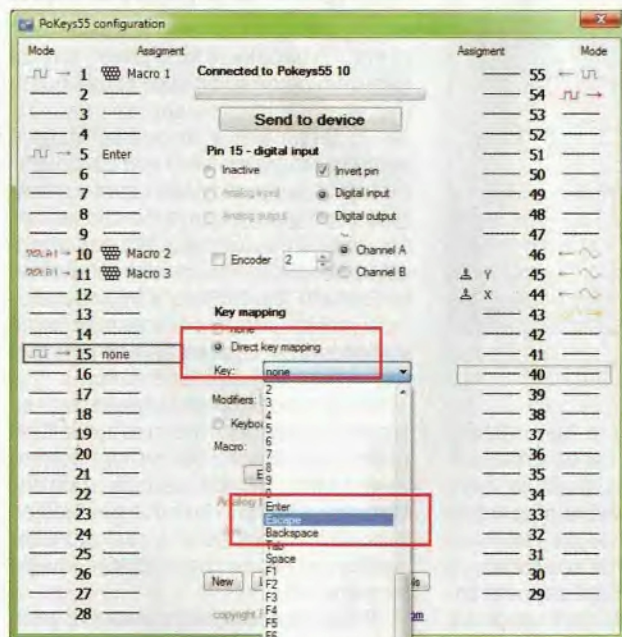 PoKeys55 configuration
Mode Assigment Assigment Mode
1 Macro 1
2
3
4
5 Enter
6
7
8
9
10 Macro 2
11 Macro 3
12
13
14
15 none
16
17
18
19
20
21
22
23
24
25
26
27
28
Connected to Pokeys55 10
Send to device
Pin 15 - digital input
Inactive Invert pin
Analog input Digital input
Analog output Digital output
Encoder 2 Channel A
Channel B
Key mapping
none
Direct key mapping
Key: none
Modifiers:
Macro:
2
3
4
5
6
7
8
9
0
Enter
Escape
Backspace
Tab
Space
F1
F2
F3
F4
F5
F6
New
copyright
55
54
53
52
51
50
49
48
47
46
Y 45
X 44
43
42
41
40
39
38
37
36
35
34
33
32
31
30
29